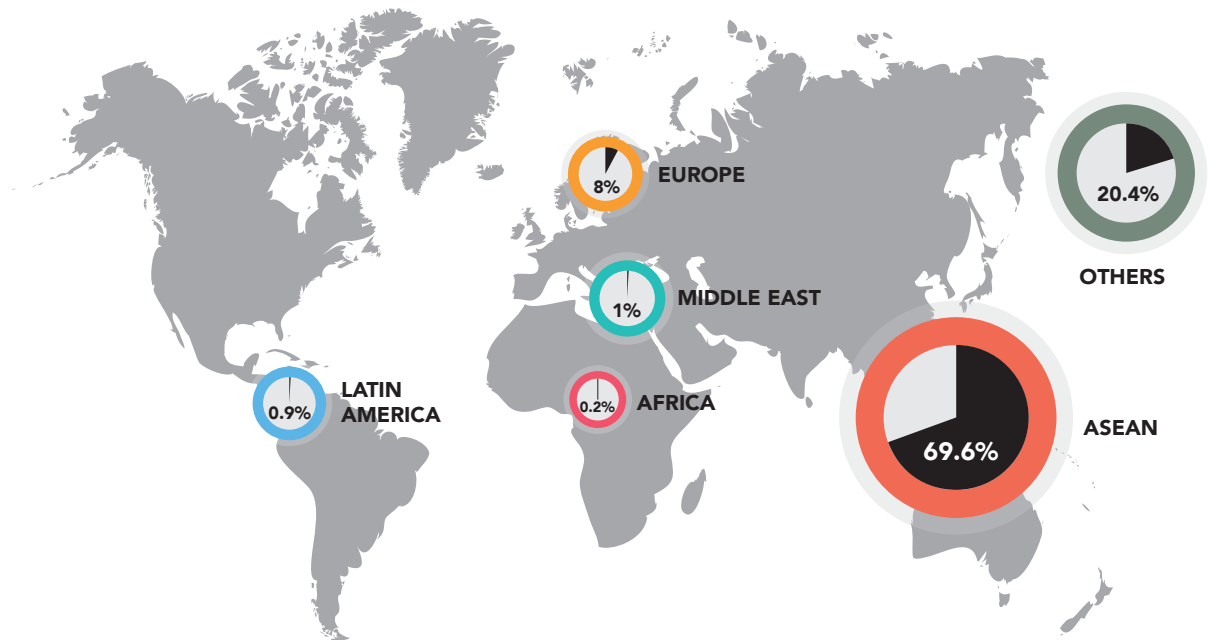 8%
EUROPE
20.4%
OTHERS
1%
MIDDLE EAST
0.9%
LATIN
AMERICA
0.2%
AFRICA
69.6%
ASEAN